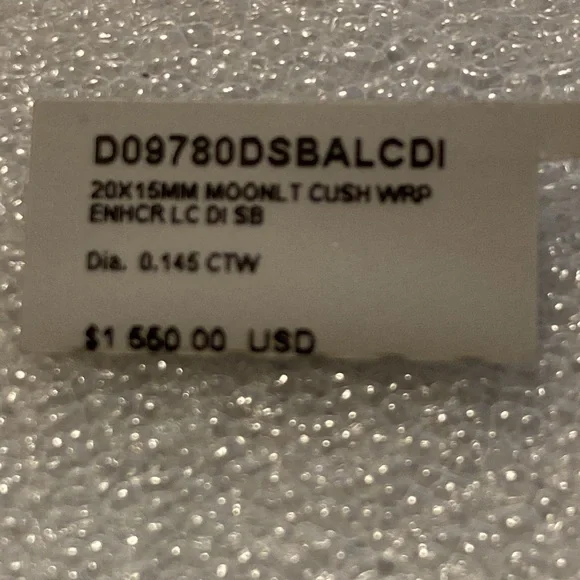 D09780DSBALCDI
20X15MM MOONLT CUSH WRP
ENHCR LC DI SB
Dia. 0.145 CTW
$1 550 00 USD